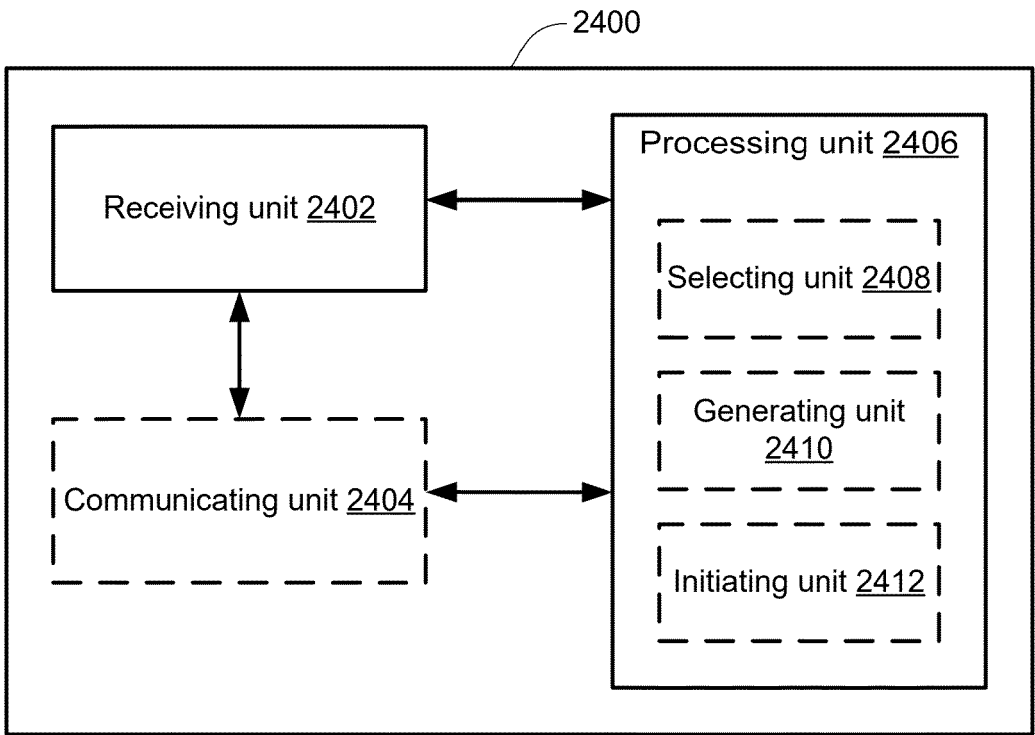 2400
Receiving unit 2402
Processing unit 2406
Selecting unit 2408
Generating unit
2410
Communicating unit 2404
Initiating unit 2412